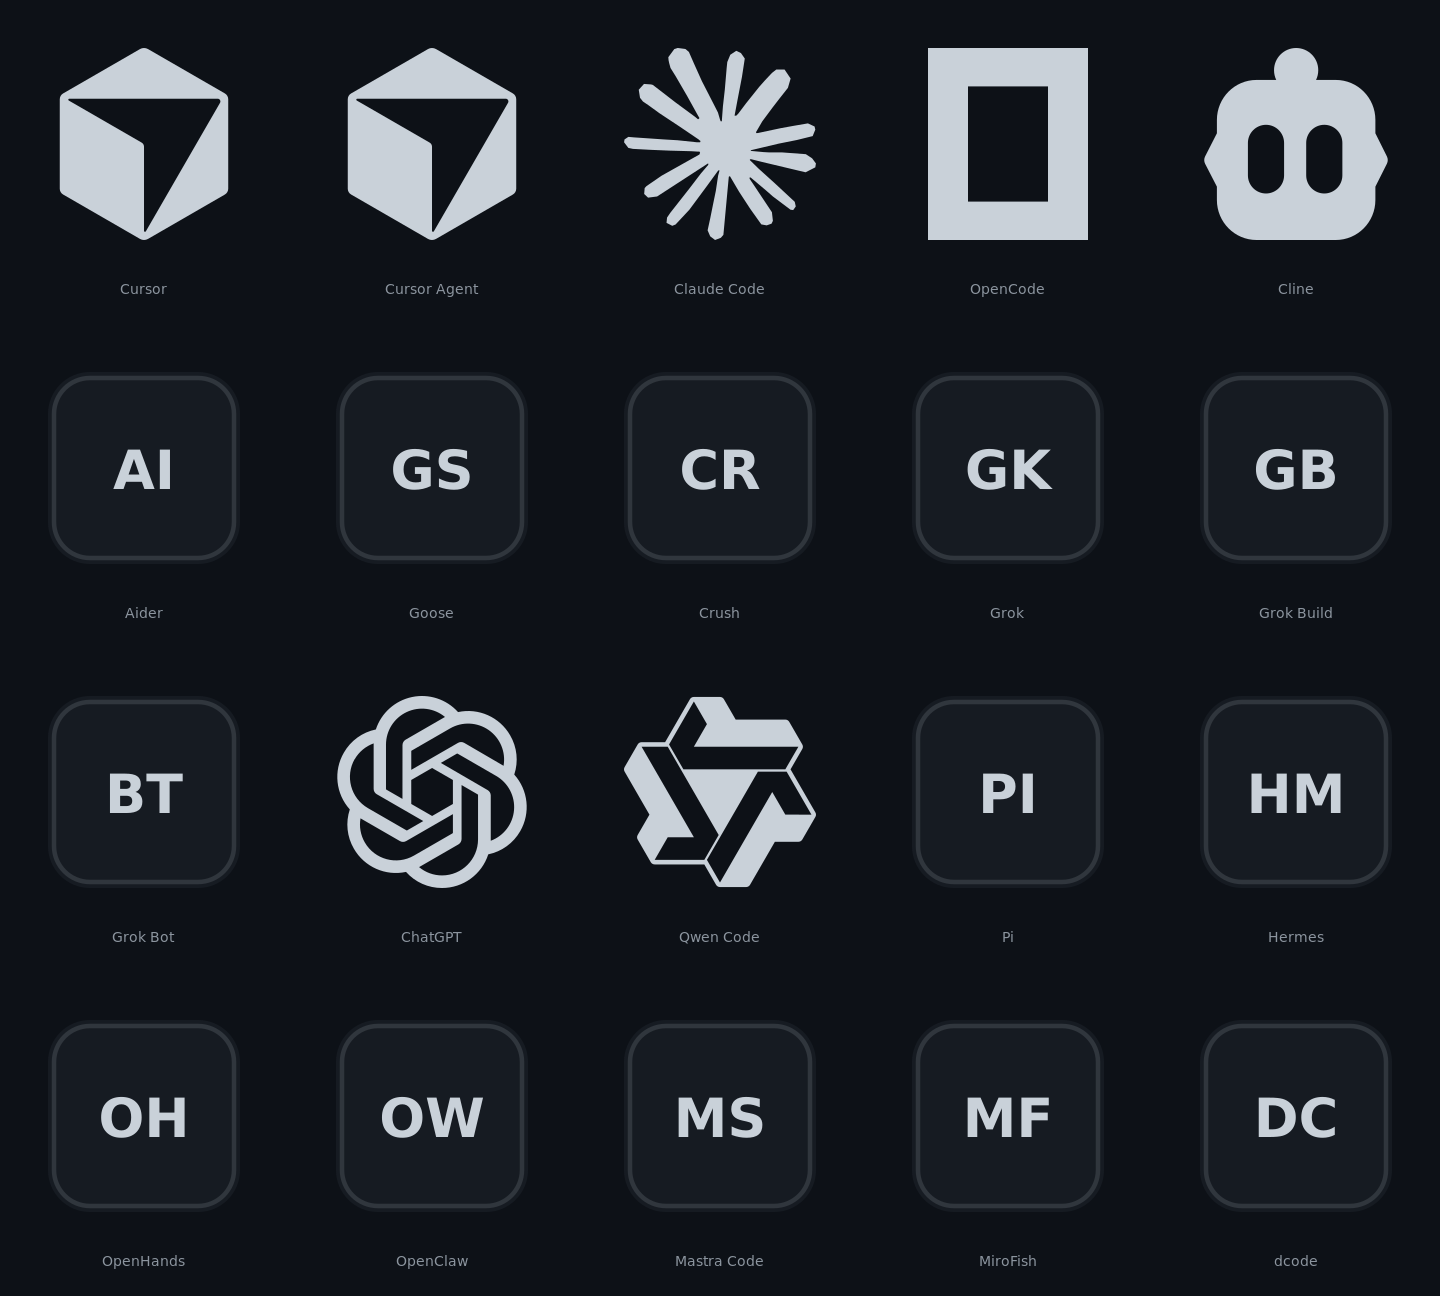 Cursor
Cursor Agent
Claude Code
OpenCode
Cline
AI
GS
CR
GK
GB
Aider
Goose
Crush
Grok
Grok Build
BT
PI
HM
Grok Bot
ChatGPT
Qwen Code
Pi
Hermes
OH
OW
MS
MF
DC
OpenHands
OpenClaw
Mastra Code
MiroFish
dcode